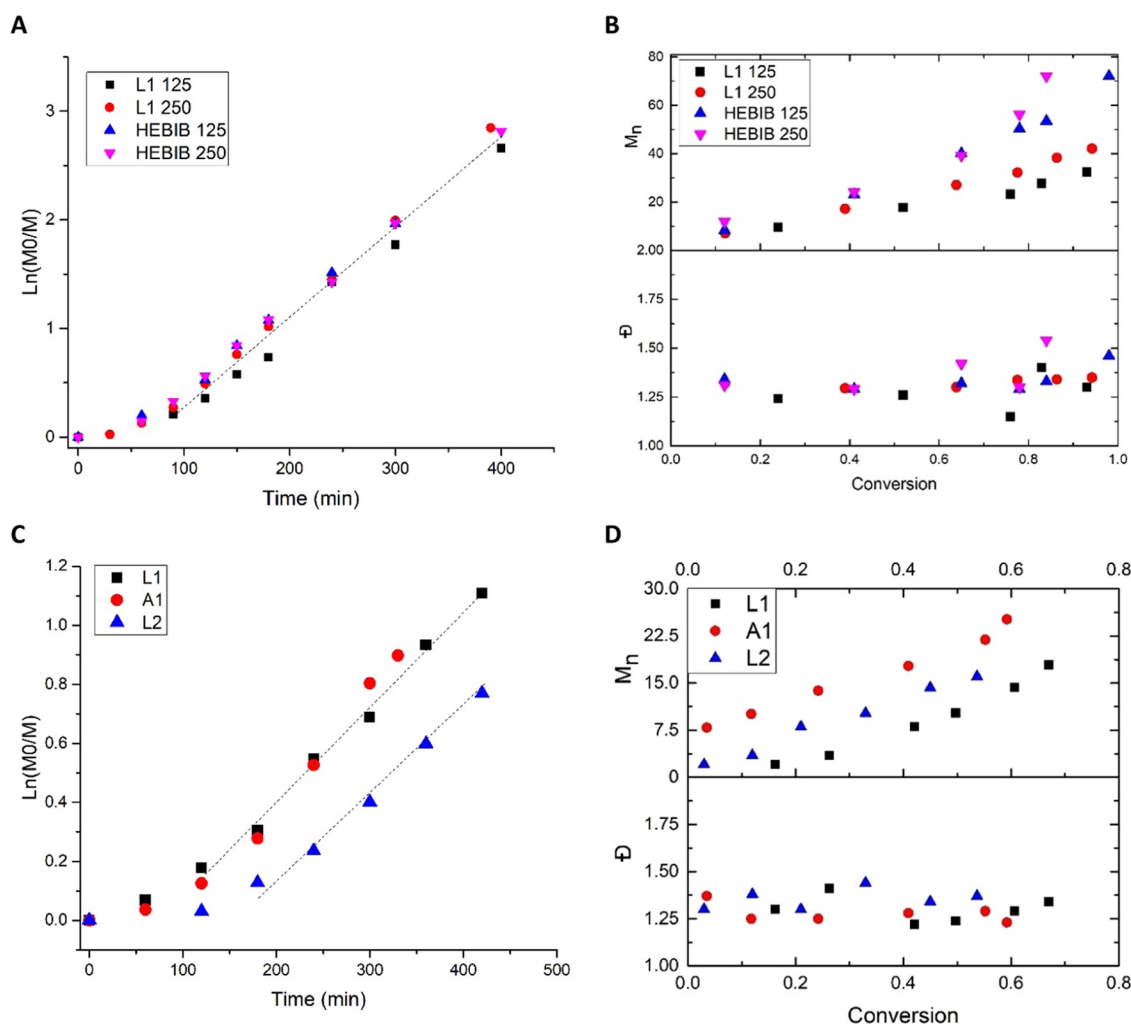 A
L1 125
L1 250
HEBIB 125
HEBIB 250
Ln(M0/M)
3
2
1
0
0 100 200 300 400
Time (min)
B
L1 125
L1 250
HEBIB 125
HEBIB 250
Mn
80
60
40
20
2.00
Đ
1.75
1.50
1.25
1.00
0.0 0.2 0.4 0.6 0.8 1.0
Conversion
C
L1
A1
L2
Ln(M0/M)
1.2
1.0
0.8
0.6
0.4
0.2
0.0
0 100 200 300 400 500
Time (min)
D
0.0 0.2 0.4 0.6 0.8
L1
A1
L2
Mn
30.0
22.5
15.0
7.5
0
Đ
1.75
1.50
1.25
1.00
0.0 0.2 0.4 0.6 0.8
Conversion